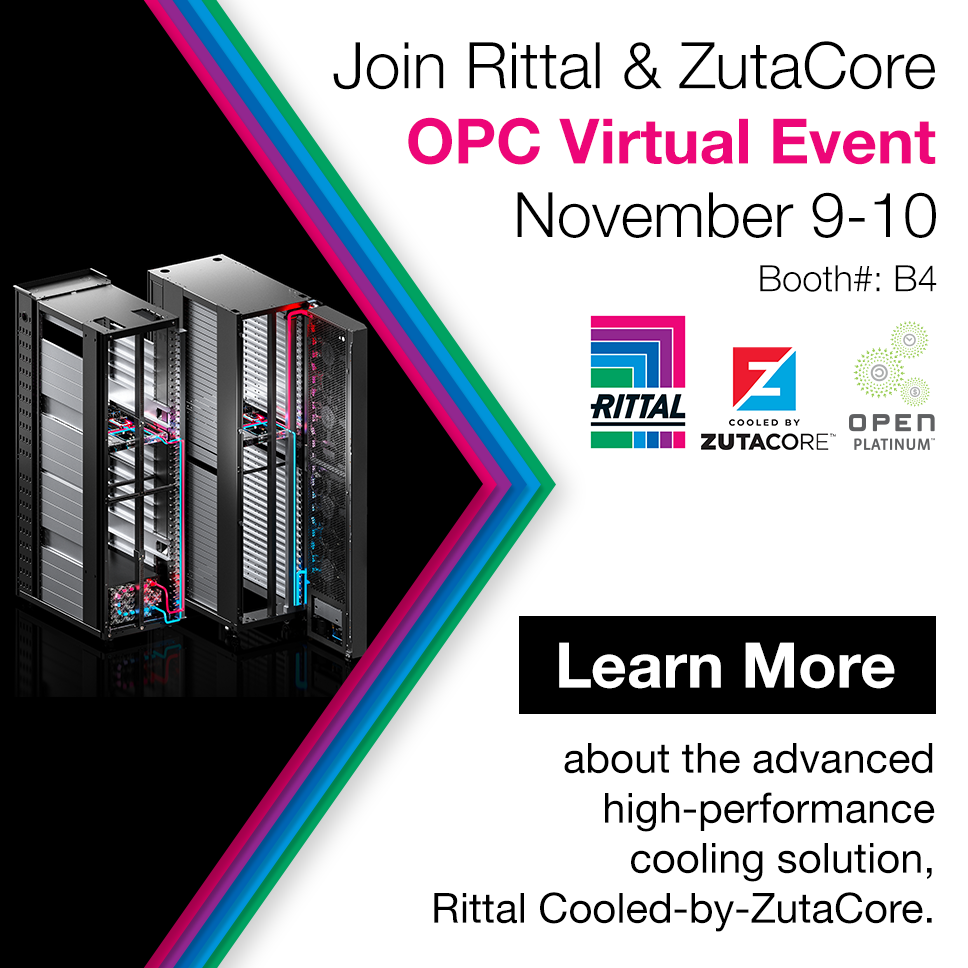 Join Rittal & ZutaCore
OPC Virtual Event
November 9-10
Booth#: B4
RITTAL
Z
COOLED BY
ZUTACORE™
OPEN
PLATINUM™
Learn More
about the advanced
high-performance
cooling solution,
Rittal Cooled-by-ZutaCore.